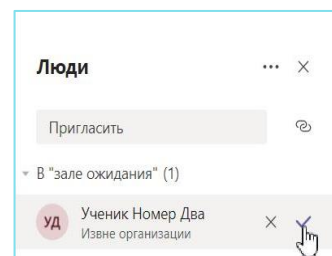 Люди
Пригласить
В "зале ожидания" (1)
УД
Ученик Номер Два
Извне организации